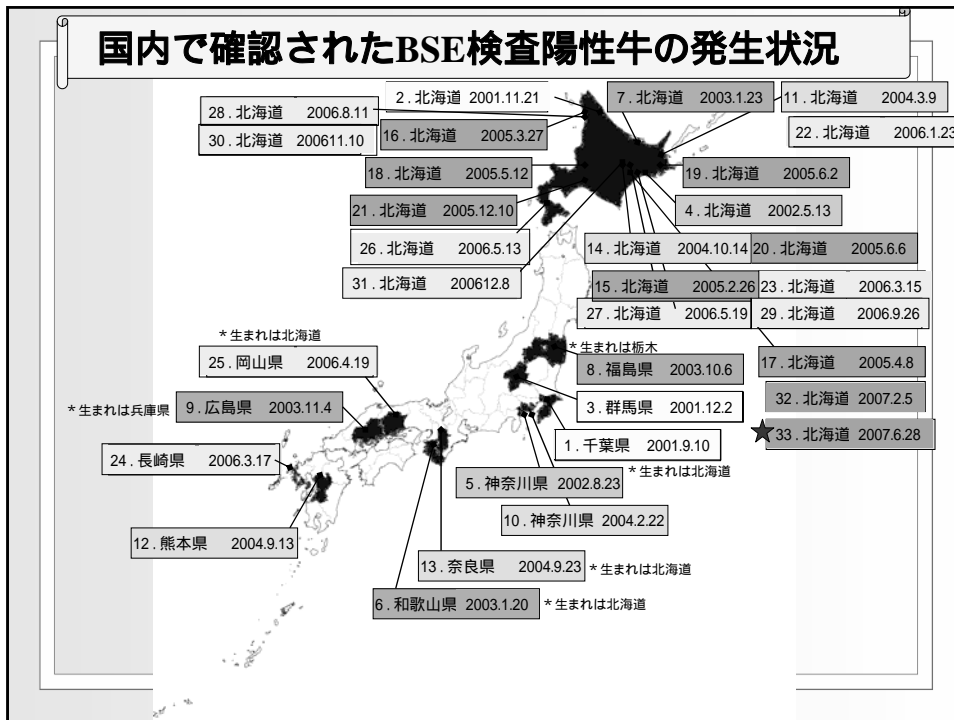 国内で確認されたBSE検査陽性牛の発生状況
2 . 北海道 2001.11.21
7 . 北海道 2003.1.23
11 . 北海道 2004.3.9
28 . 北海道 2006.8.11
16 . 北海道 2005.3.27
22 . 北海道 2006.1.23
30 . 北海道 200611.10
18 . 北海道 2005.5.12
19 . 北海道 2005.6.2
21 . 北海道 2005.12.10
4 . 北海道 2002.5.13
26 . 北海道 2006.5.13
14 . 北海道 2004.10.14
20 . 北海道 2005.6.6
31 . 北海道 200612.8
15 . 北海道 2005.2.26
23 . 北海道 2006.3.15
27 . 北海道 2006.5.19
29 . 北海道 2006.9.26
* 生まれは北海道
25 . 岡山県 2006.4.19
* 生まれは栃木
8 . 福島県 2003.10.6
17 . 北海道 2005.4.8
* 生まれは兵庫県
9 . 広島県 2003.11.4
3 . 群馬県 2001.12.2
32 . 北海道 2007.2.5
1 . 千葉県 2001.9.10
33 . 北海道 2007.6.28
24 . 長崎県 2006.3.17
* 生まれは北海道
5 . 神奈川県 2002.8.23
10 . 神奈川県 2004.2.22
12 . 熊本県 2004.9.13
13 . 奈良県 2004.9.23
* 生まれは北海道
6 . 和歌山県 2003.1.20
* 生まれは北海道